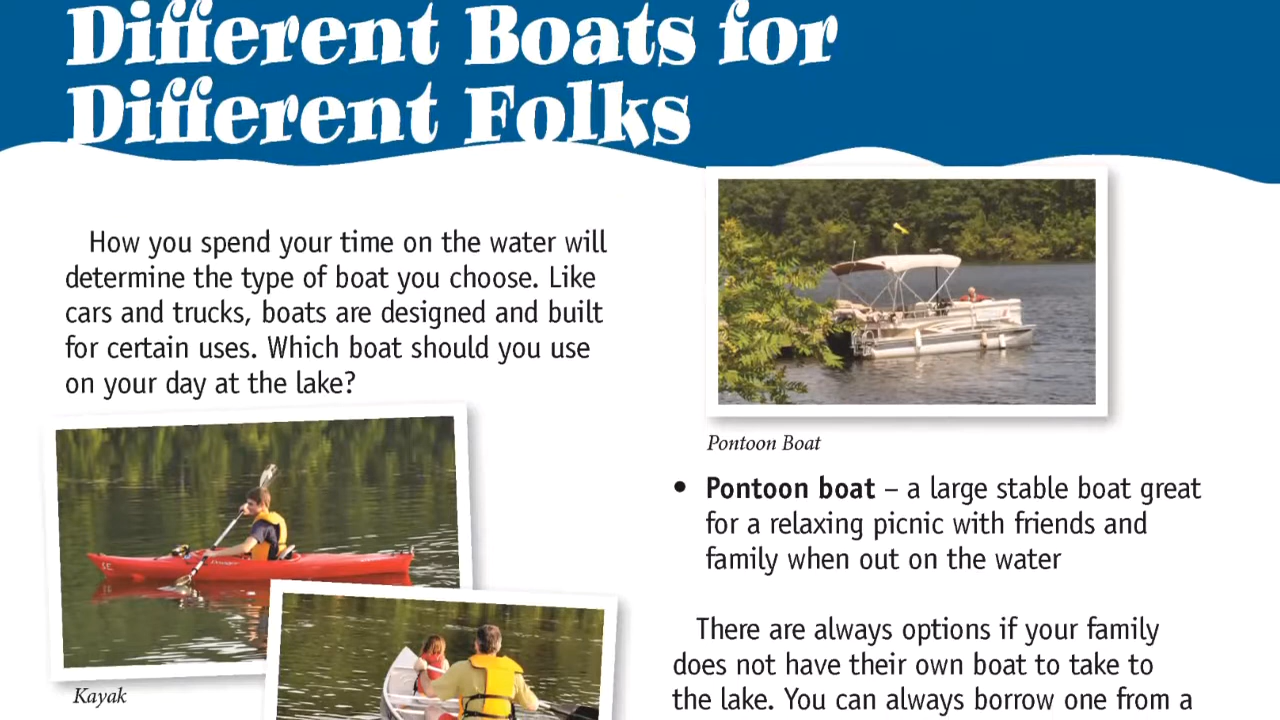 Different Boats for
Different Folks
How you spend your time on the water will
determine the type of boat you choose. Like
cars and trucks, boats are designed and built
for certain uses. Which boat should you use
on your day at the lake?
Kayak
Pontoon Boat
• Pontoon boat – a large stable boat great
for a relaxing picnic with friends and
family when out on the water
There are always options if your family
does not have their own boat to take to
the lake. You can always borrow one from a